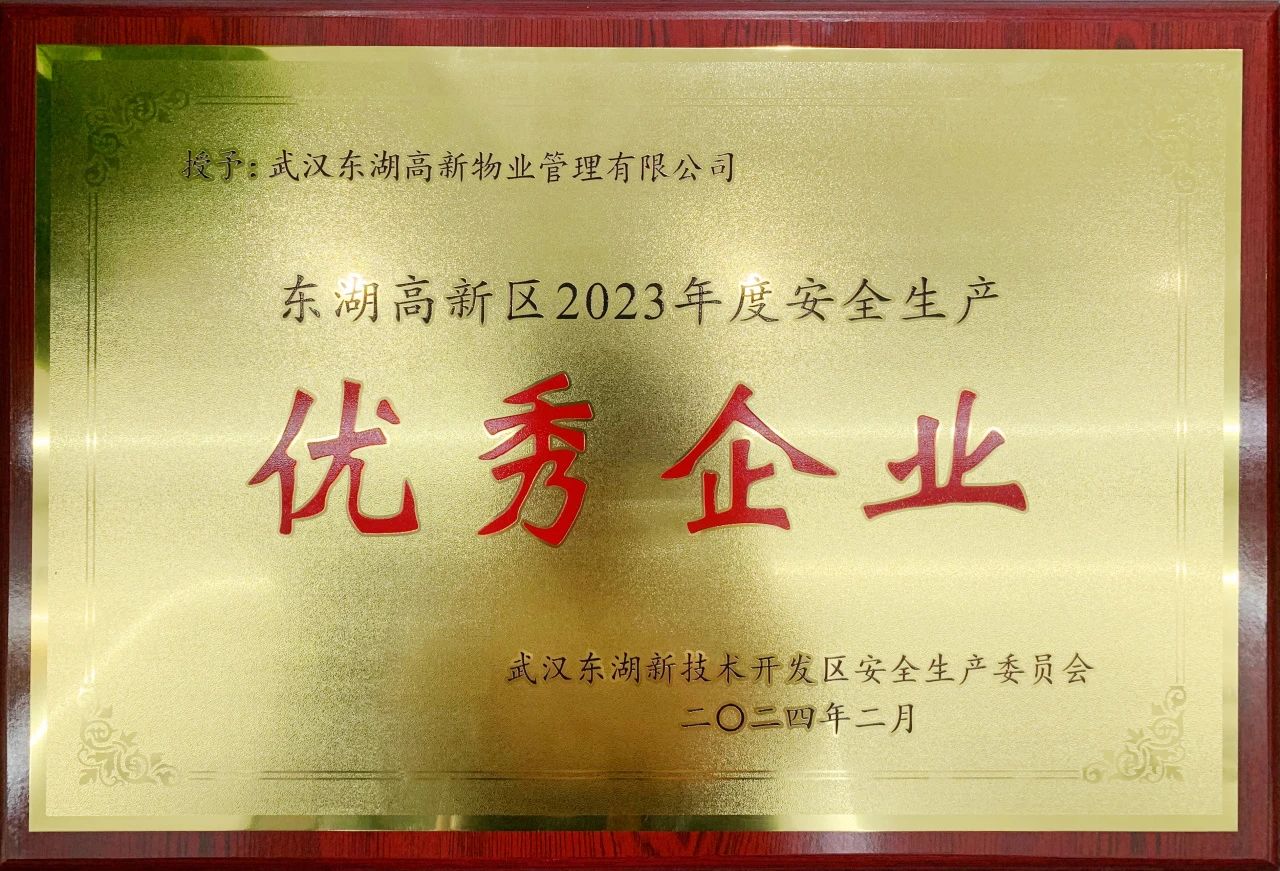 授予：武汉东湖高新物业管理有限公司
东湖高新区2023年度安全生产
优秀企业
武汉东湖新技术开发区安全生产委员会
二〇二四年二月